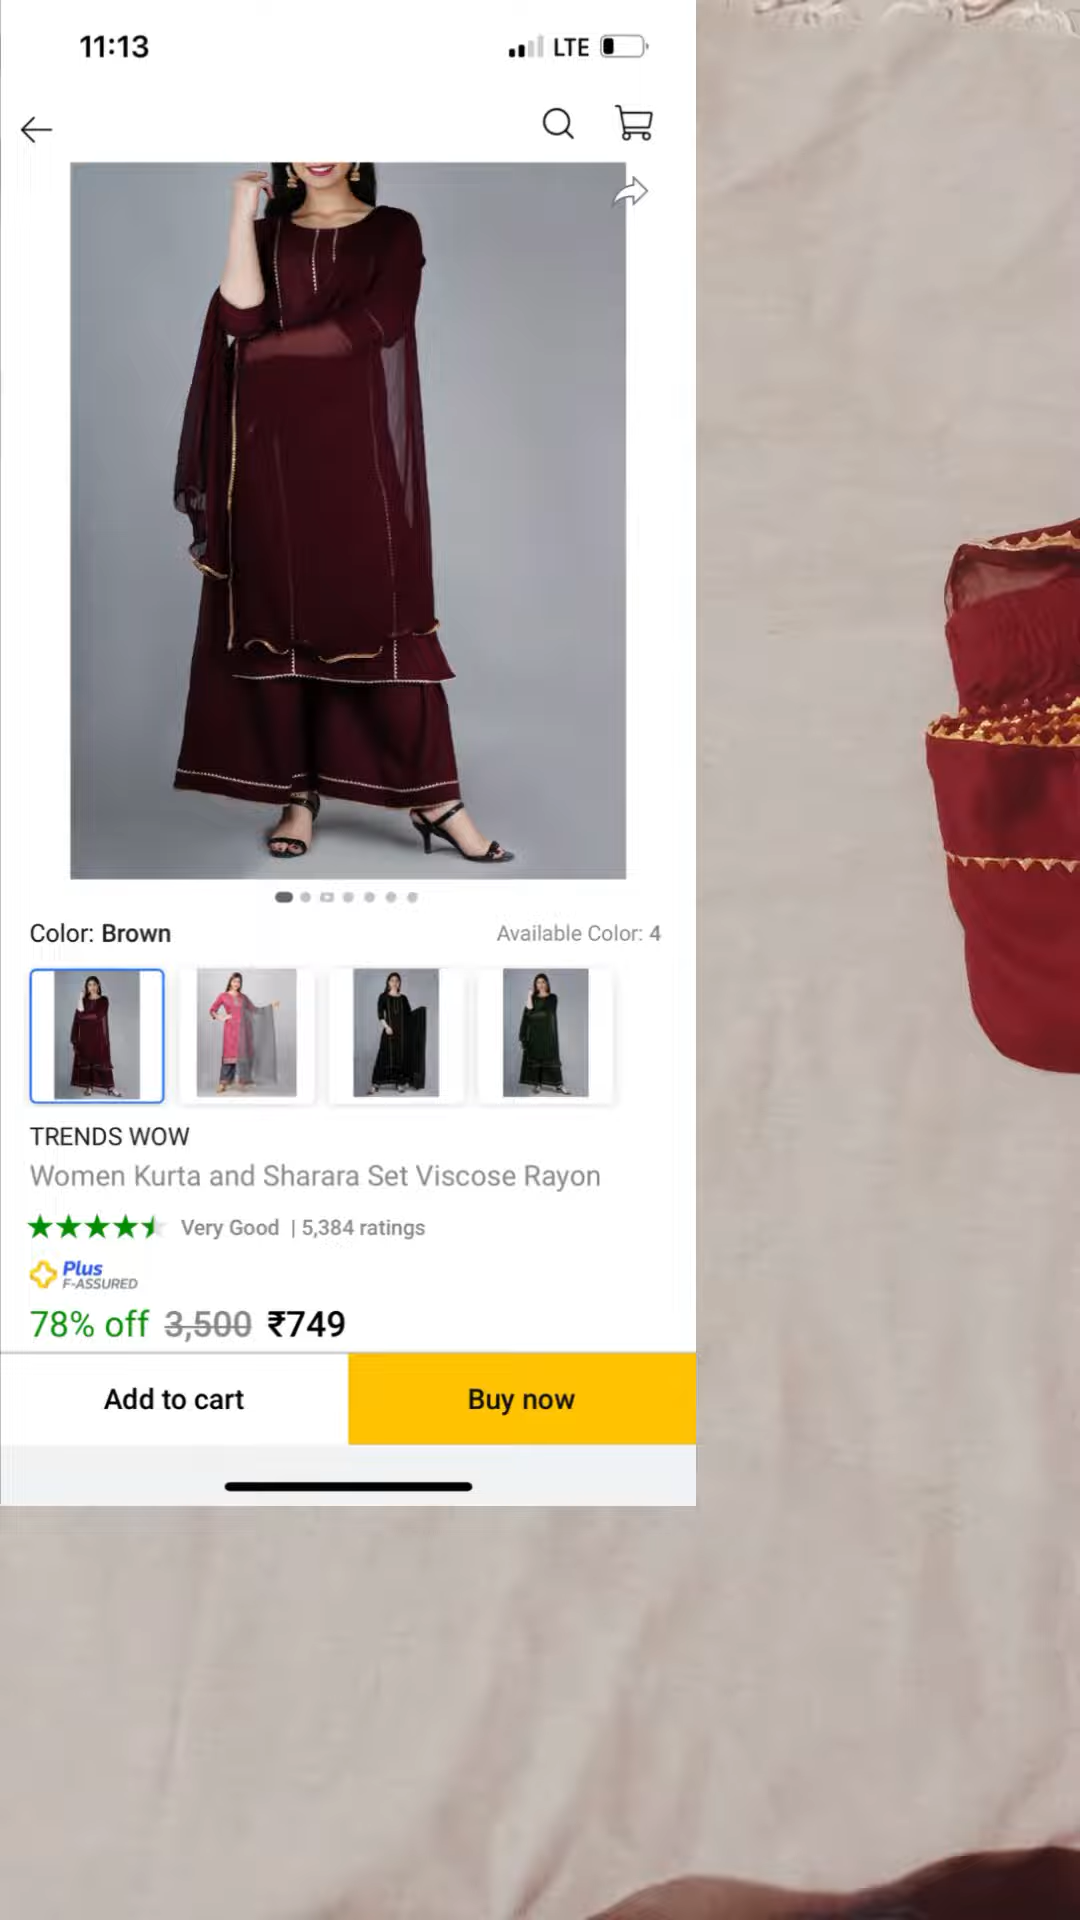 11:13
LTE
Color: Brown
Available Color: 4
TRENDS WOW
Women Kurta and Sharara Set Viscose Rayon
Very Good | 5,384 ratings
Plus
F-ASSURED
78% off 3,500 ₹749
Add to cart
Buy now